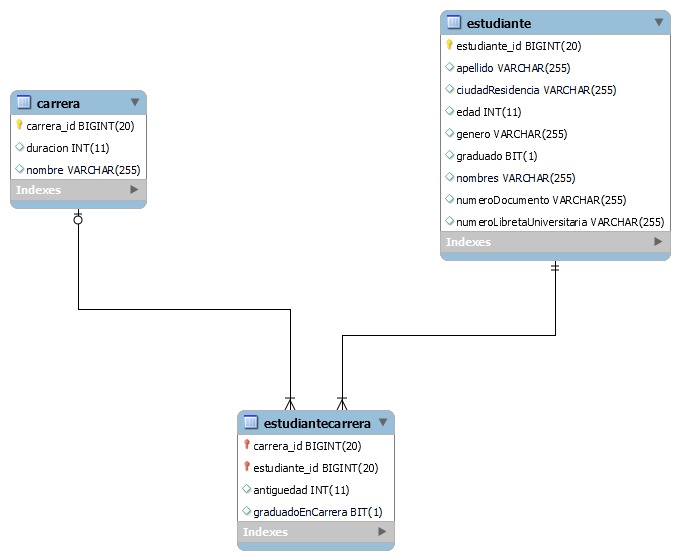 carrera
carrera_id BIGINT(20)
duracion INT(11)
nombre VARCHAR(255)
Indexes
estudiante
estudiante_id BIGINT(20)
apellido VARCHAR(255)
ciudadResidencia VARCHAR(255)
edad INT(11)
genero VARCHAR(255)
graduado BIT(1)
nombres VARCHAR(255)
numeroDocumento VARCHAR(255)
numeroLibretaUniversitaria VARCHAR(255)
Indexes
estudiantecarrera
carrera_id BIGINT(20)
estudiante_id BIGINT(20)
antiguedad INT(11)
graduadoEnCarrera BIT(1)
Indexes